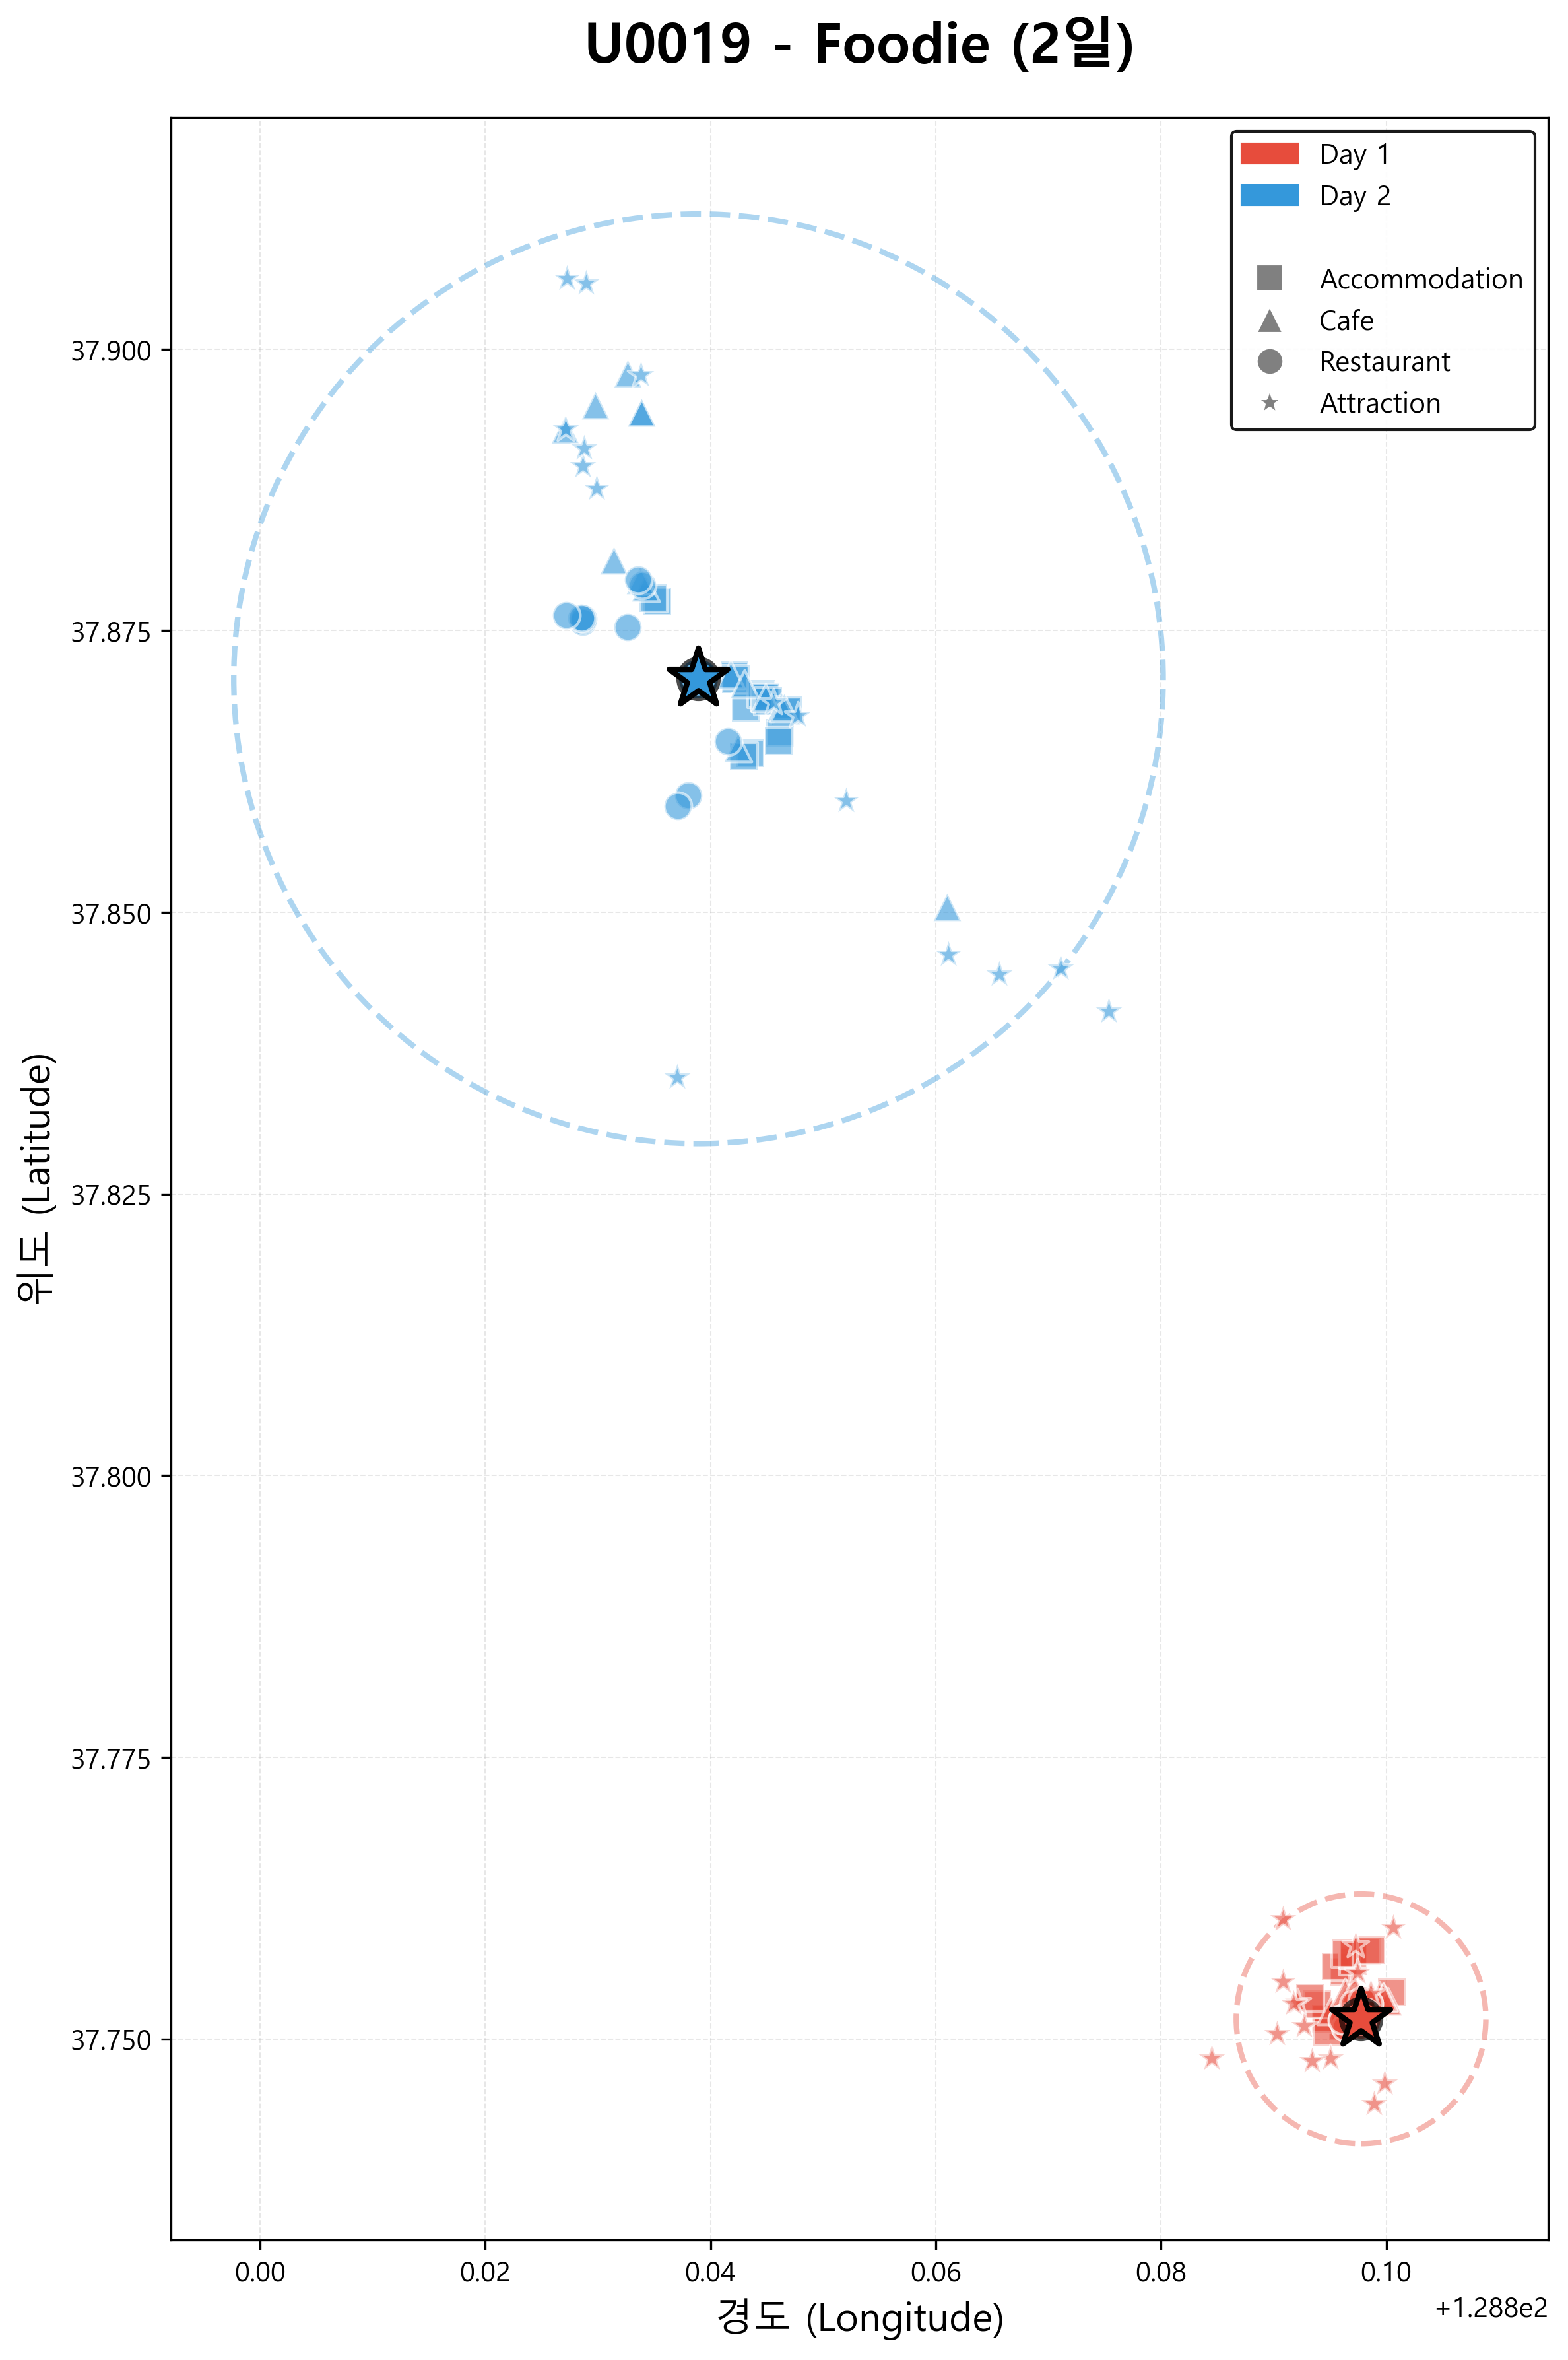 U0019 - Foodie (2일)
Day 1
Day 2
Accommodation
Cafe
Restaurant
Attraction
37.900
37.875
37.850
37.825
37.800
37.775
37.750
위도 (Latitude)
0.00
0.02
0.04
0.06
0.08
0.10
+1.288e2
경도 (Longitude)